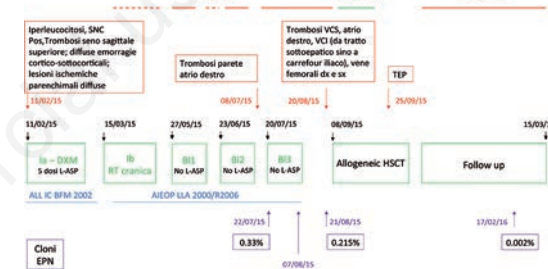 Iperleucocitosi, SNC
Pos,Trombosi seno sagittale
superiore; diffuse emorragie
cortico-sottocorticali;
lesioni ischemiche
parenchimali diffuse
Trombosi parete
atrio destro
Trombosi VCS, atrio
destro, VCI (da tratto
sottoepatico sino a
carrefour iliaco), vene
femorali dx e sx
TEP
11/02/15
08/07/15
20/08/15
25/09/15
11/02/15
15/03/15
27/05/15
23/06/15
20/07/15
08/09/15
15/03/
Ia – DXM
5 dosi L-ASP
Ib
RT cranica
BI1
No L-ASP
BI2
No L-ASP
BI3
No L-ASP
Allogeneic HSCT
Follow up
ALL IC BFM 2002
AIEOP LLA 2000/R2006
22/07/15
21/08/15
17/02/16
Cloni
EPN
0.33%
0.215%
0.002%
07/08/15